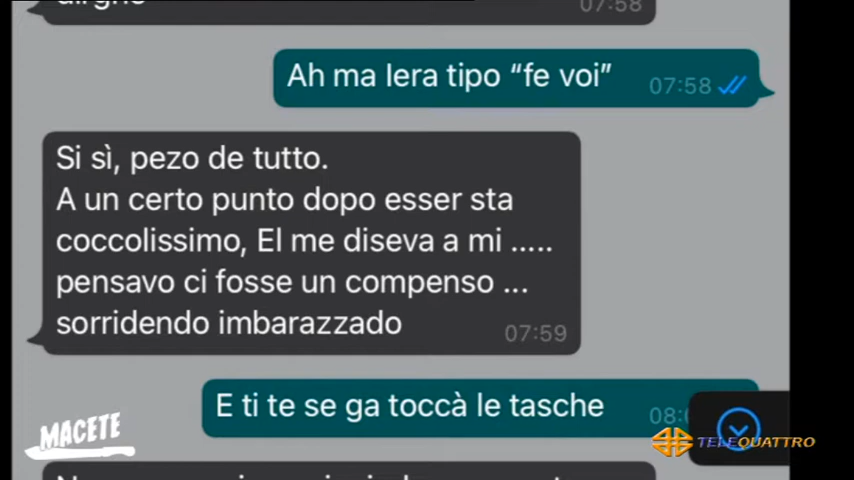 07:58
Ah ma lera tipo “fe voi”
07:58
Si sì, pezo de tutto.
A un certo punto dopo esser sta
coccolissimo, El me diseva a mi .....
pensavo ci fosse un compenso ...
sorridendo imbarazzado
07:59
E ti te se ga toccà le tasche
MACETE
TELEQUATTRO